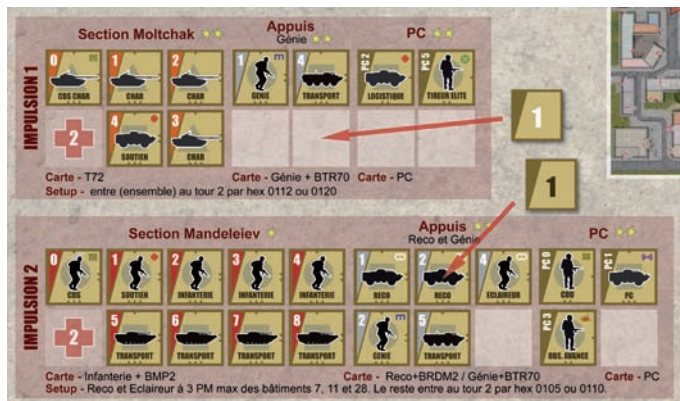 IMPULSION 1
Section Moltchak
Appuis
Génie
PC
0 CDS CHAR
1 CHAR
2 CHAR
1 GENIE
4 TRANSPORT
PC 2 LOGISTIQUE
PC 5 TIREUR ELITE
2
4 SOUTIEN
3 CHAR
1
Carte - T72
Carte - Génie + BTR70
Carte - PC
Setup - entre (ensemble) au tour 2 par hex 0112 ou 0120
1
IMPULSION 2
Section Mandeleiev
Appuis
Reco et Génie
PC
0 CDS
1 SOUTIEN
2 INFANTERIE
3 INFANTERIE
4 INFANTERIE
1 RECO
2 RECO
4 ECLAIREUR
PC 0 CDU
PC 1 PC
2
5 TRANSPORT
6 TRANSPORT
7 TRANSPORT
8 TRANSPORT
2 GENIE
5 TRANSPORT
PC 3 OBS. AVANCE
Carte - Infanterie + BMP2
Carte - Reco+BRDM2 / Génie+BTR70
Carte - PC
Setup - Reco et Eclaireur à 3 PM max des bâtiments 7, 11 et 28. Le reste entre au tour 2 par hex 0105 ou 0110.